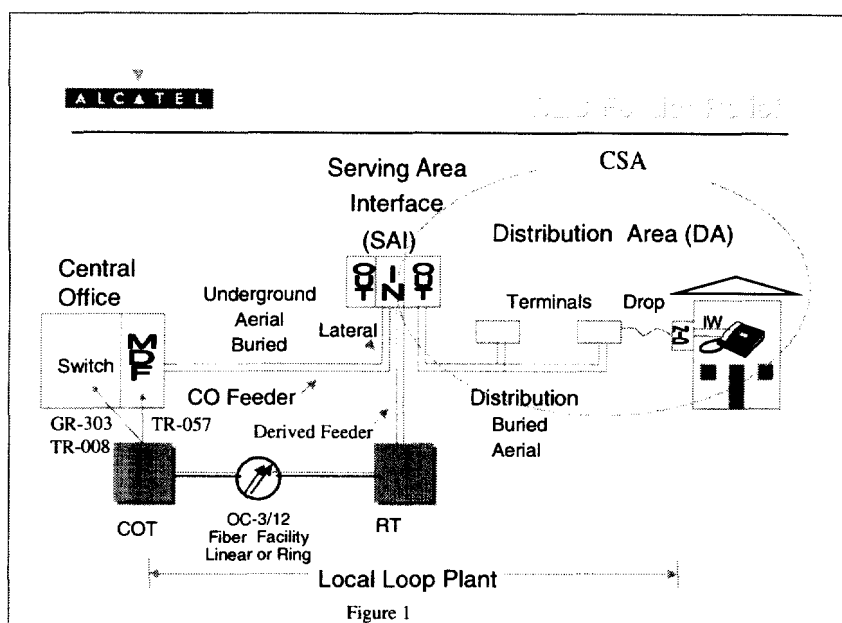 ALCATEL
Serving Area
Interface
(SAI)
CSA
Distribution Area (DA)
OUT IN OUT
Central
Office
Underground
Aerial
Buried
Lateral
Terminals
Drop
IW
Switch
MDF
CO Feeder
Distribution
Buried
Aerial
GR-303
TR-008
TR-057
Derived Feeder
COT
OC-3/12
Fiber Facility
Linear or Ring
RT
Local Loop Plant
Figure 1